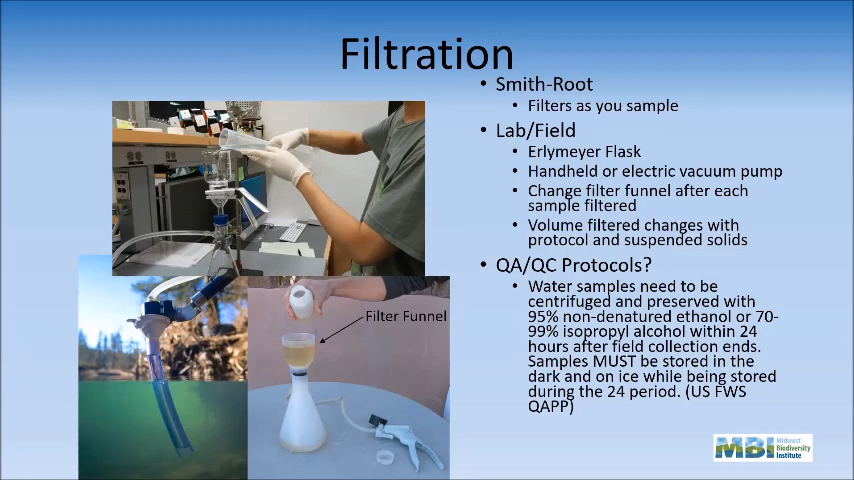 Filtration
• Smith-Root
• Filters as you sample
• Lab/Field
• Erlymeyer Flask
• Handheld or electric vacuum pump
• Change filter funnel after each
sample filtered
• Volume filtered changes with
protocol and suspended solids
• QA/QC Protocols?
• Water samples need to be
centrifuged and preserved with
95% non-denatured ethanol or 70-
99% isopropyl alcohol within 24
hours after field collection ends.
Samples MUST be stored in the
dark and on ice while being stored
during the 24 period. (US FWS
QAPP)
Filter Funnel
MBI Midwest
Biodiversity
Institute